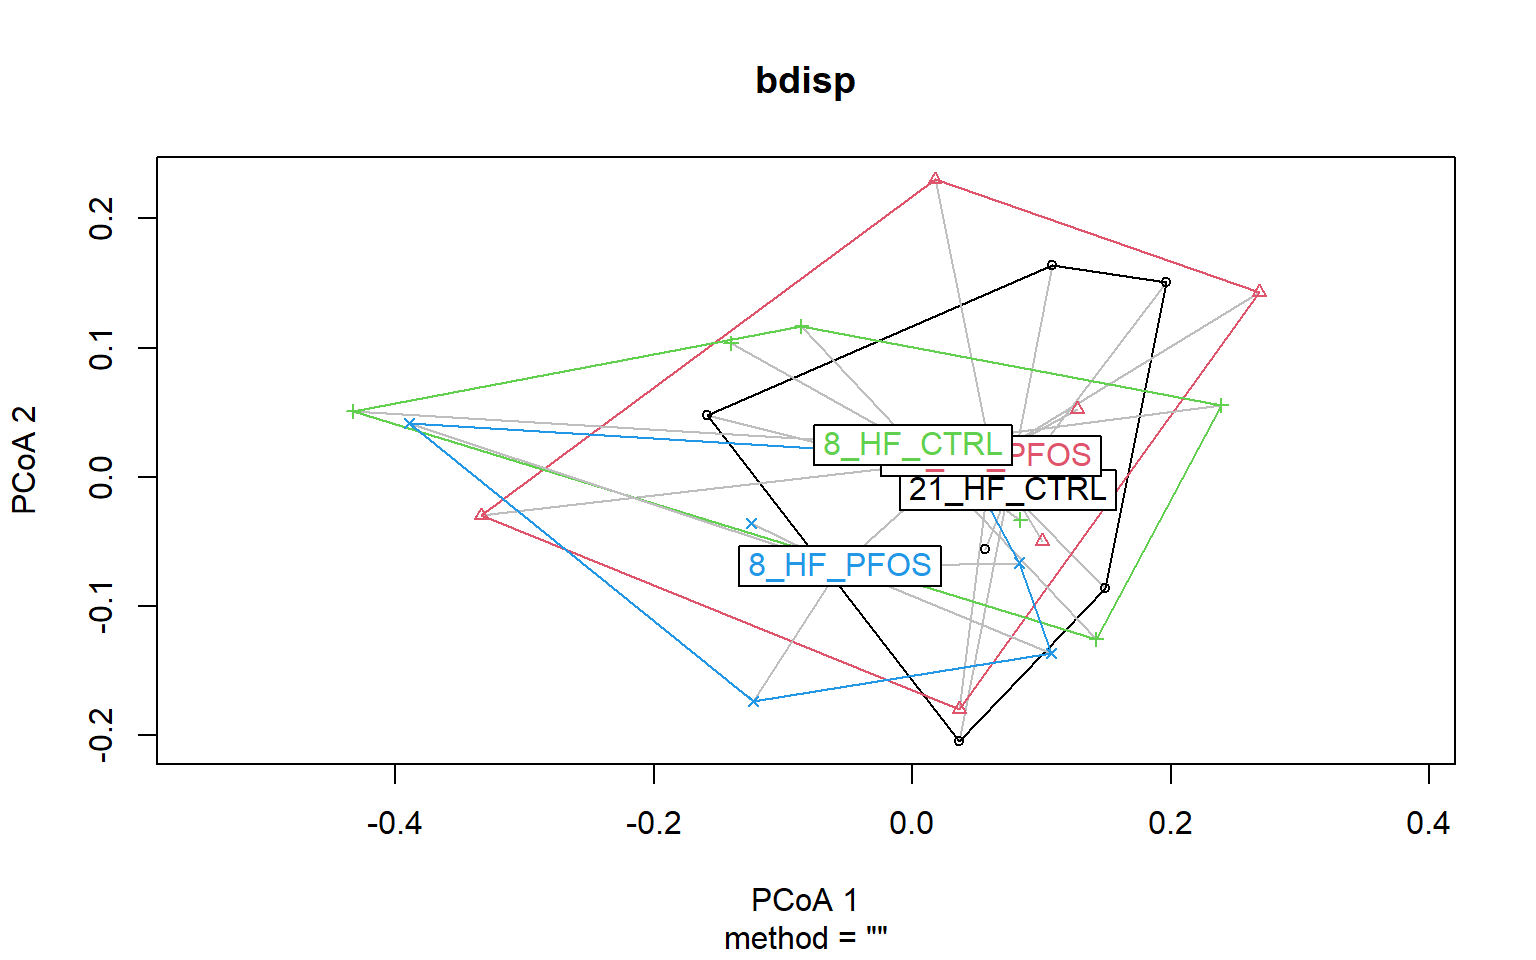 bdisp
PCoA 2
0.2
0.1
0.0
-0.1
-0.2
8_HF_CTRL
PFOS
21_HF_CTRL
8_HF_PFOS
-0.4
-0.2
0.0
0.2
0.4
PCoA 1
method = ""